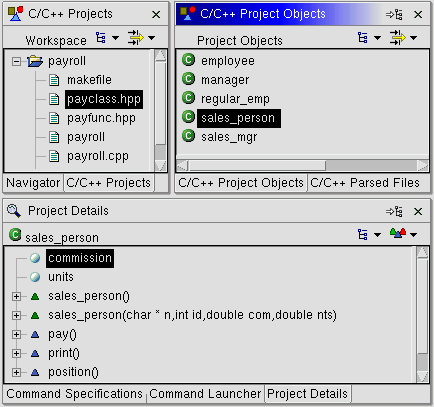 C/C++ Projects
Workspace
payroll
makefile
payclass.hpp
payfunc.hpp
payroll
payroll.cpp
Navigator C/C++ Projects
C/C++ Project Objects
Project Objects
C employee
C manager
C regular_emp
C sales_person
C sales_mgr
C/C++ Project Objects C/C++ Parsed Files
Project Details
C sales_person
commission
units
sales_person()
sales_person(char * n,int id,double com,double nts)
pay()
print()
position()
Command Specifications Command Launcher Project Details